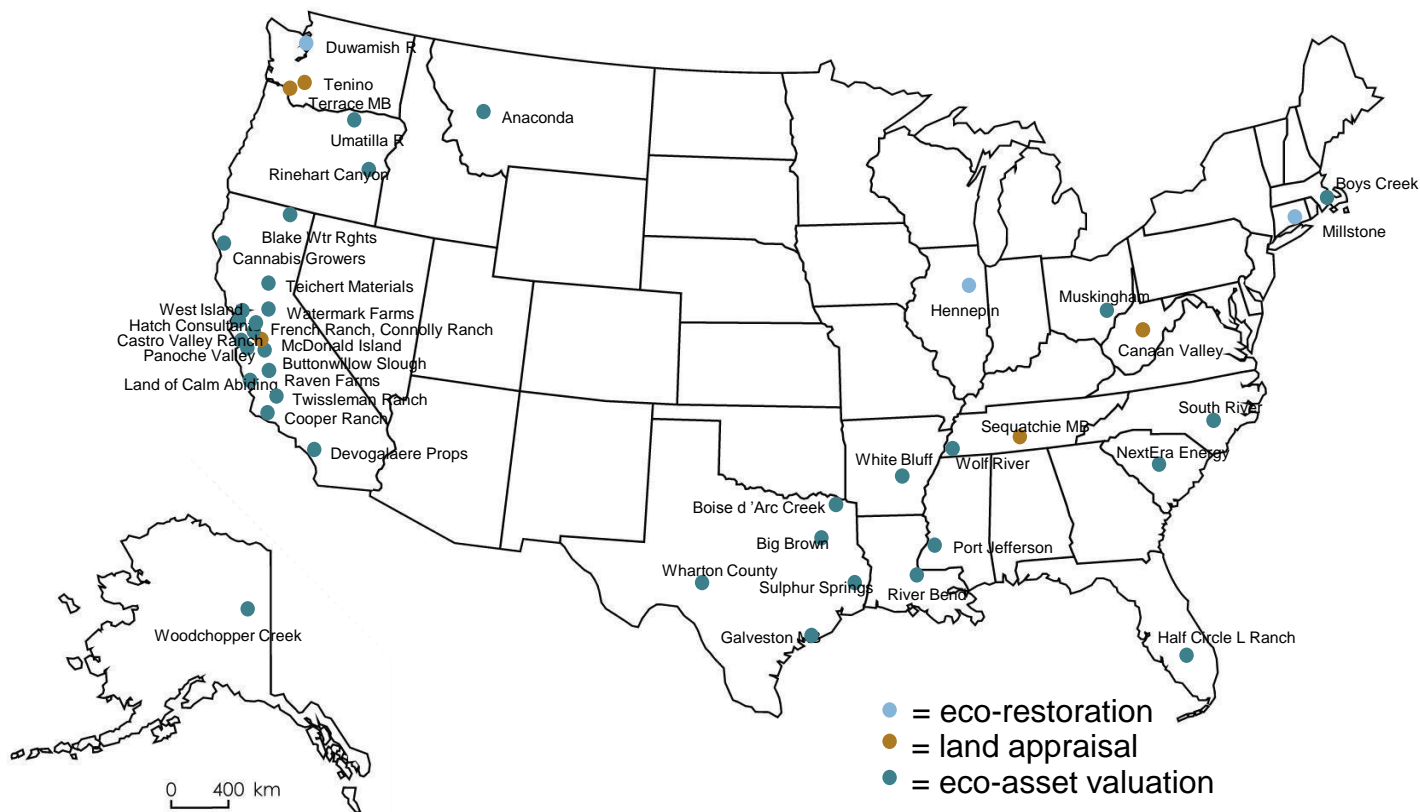 Duwamish R
Tenino
Terrace MB
Anaconda
Umatilla R
Rinehart Canyon
Boys Creek
Millstone
Blake Wtr Rghts
Cannabis Growers
Teichert Materials
Hennepin
Muskingham
West Island
Watermark Farms
Hatch Consultant
French Ranch, Connolly Ranch
Castro Valley Ranch
McDonald Island
Panoche Valley
Canaan Valley
Buttonwillow Slough
Land of Calm Abiding
Raven Farms
Twissleman Ranch
Cooper Ranch
South River
Sequatchie MB
Devogalaere Props
White Bluff
Wolf River
NextEra Energy
Boise d 'Arc Creek
Big Brown
Port Jefferson
Wharton County
Sulphur Springs
River Bend
Woodchopper Creek
Galveston MB
Half Circle L Ranch
= eco-restoration
= land appraisal
= eco-asset valuation
0 400 km